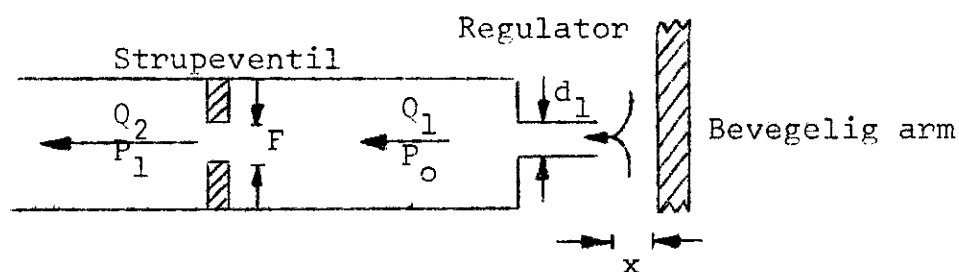 Regulator
Strupeventil
d1
Q2
P1
F
Q1
Po
Bevegelig arm
x